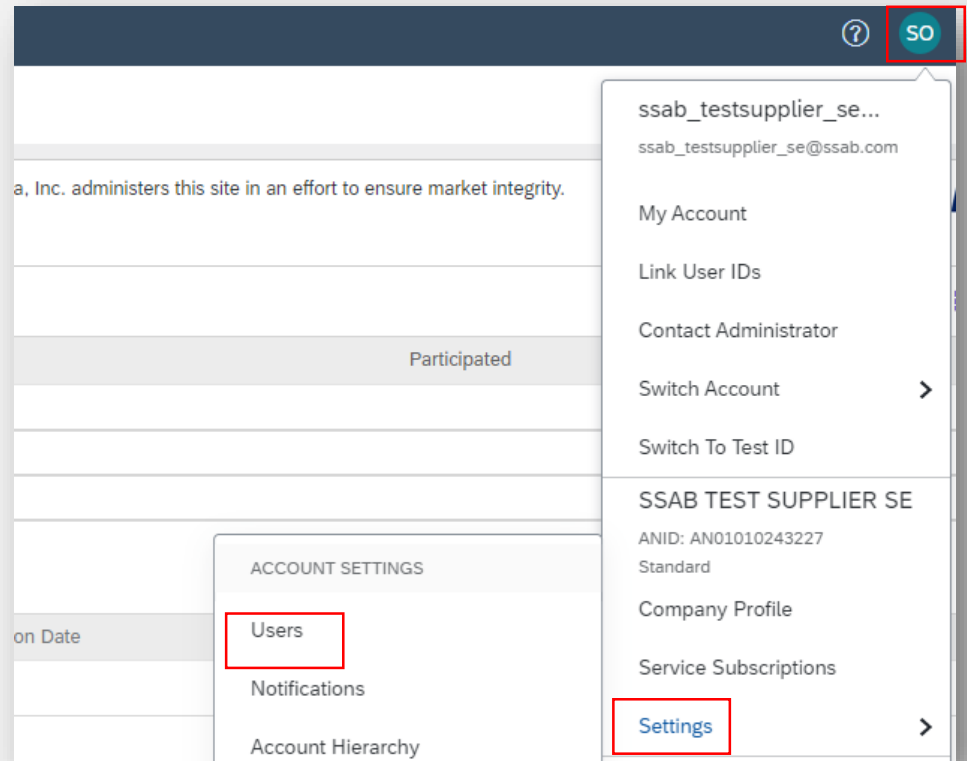 SO
ssab_testsupplier_se...
ssab_testsupplier_se@ssab.com
a, Inc. administers this site in an effort to ensure market integrity.
My Account
Link User IDs
Contact Administrator
Participated
Switch Account
Switch To Test ID
SSAB TEST SUPPLIER SE
ANID: AN01010243227
Standard
Company Profile
Service Subscriptions
Settings
ACCOUNT SETTINGS
Users
Notifications
Account Hierarchy
on Date